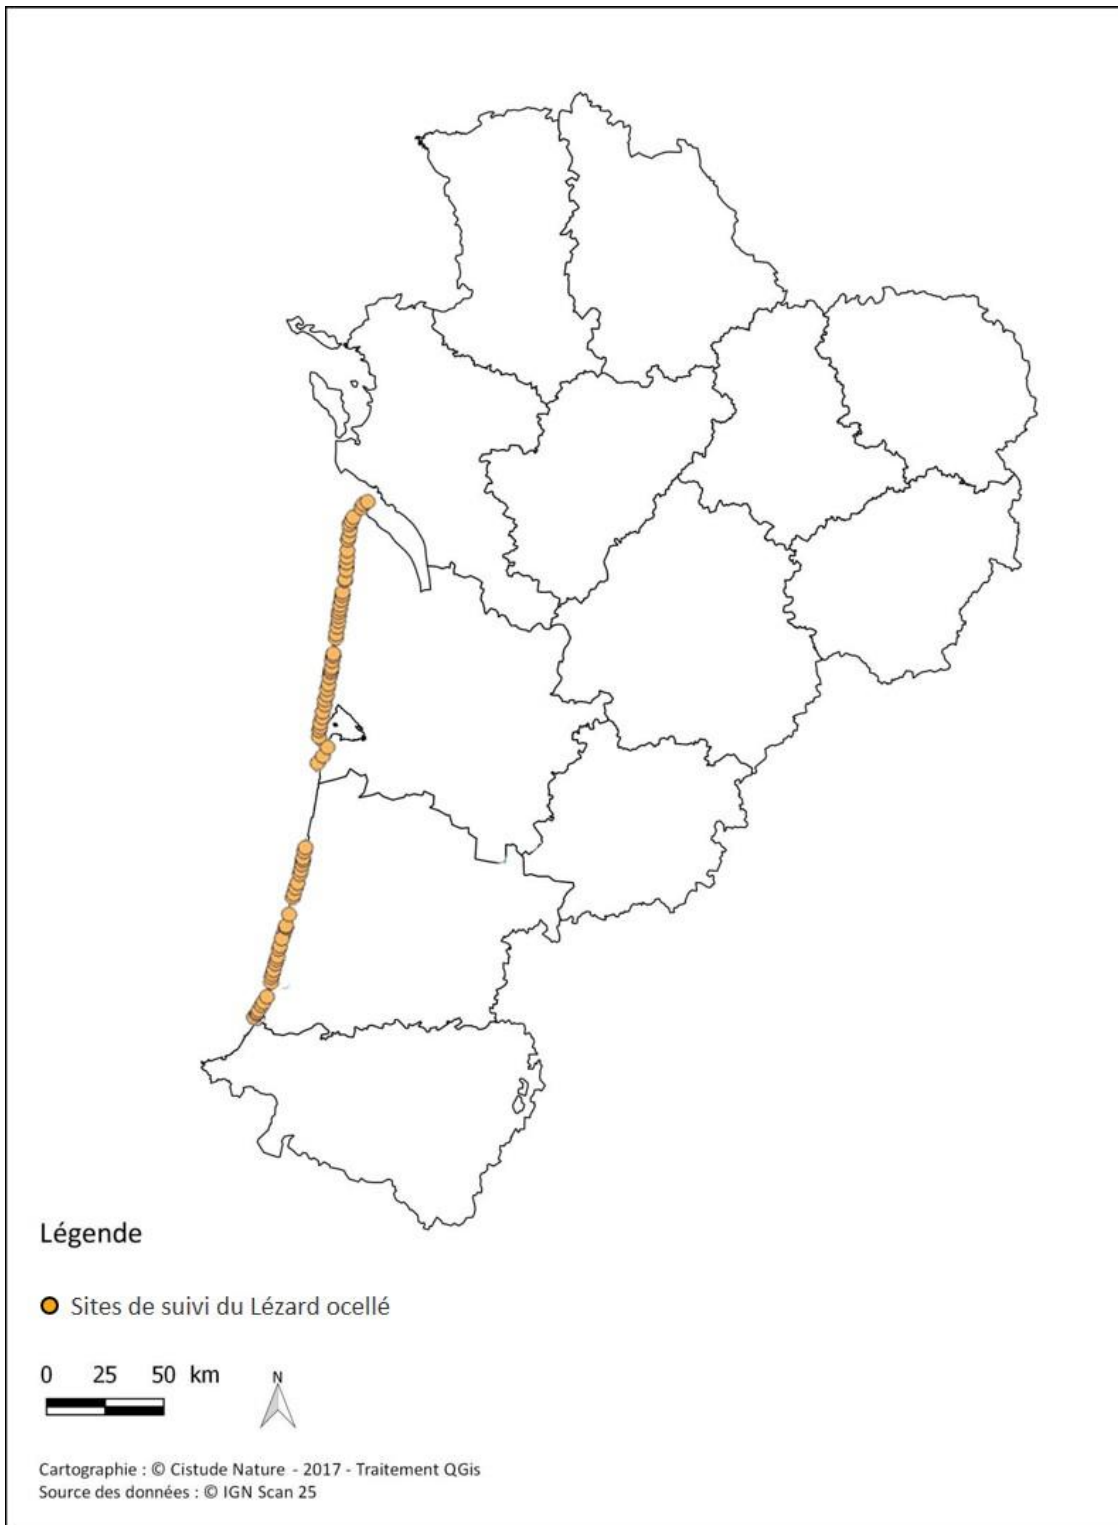 Légende
Sites de suivi du Lézard ocellé
0 25 50 km
N
Cartographie : © Cistude Nature - 2017 - Traitement QGis
Source des données : © IGN Scan 25